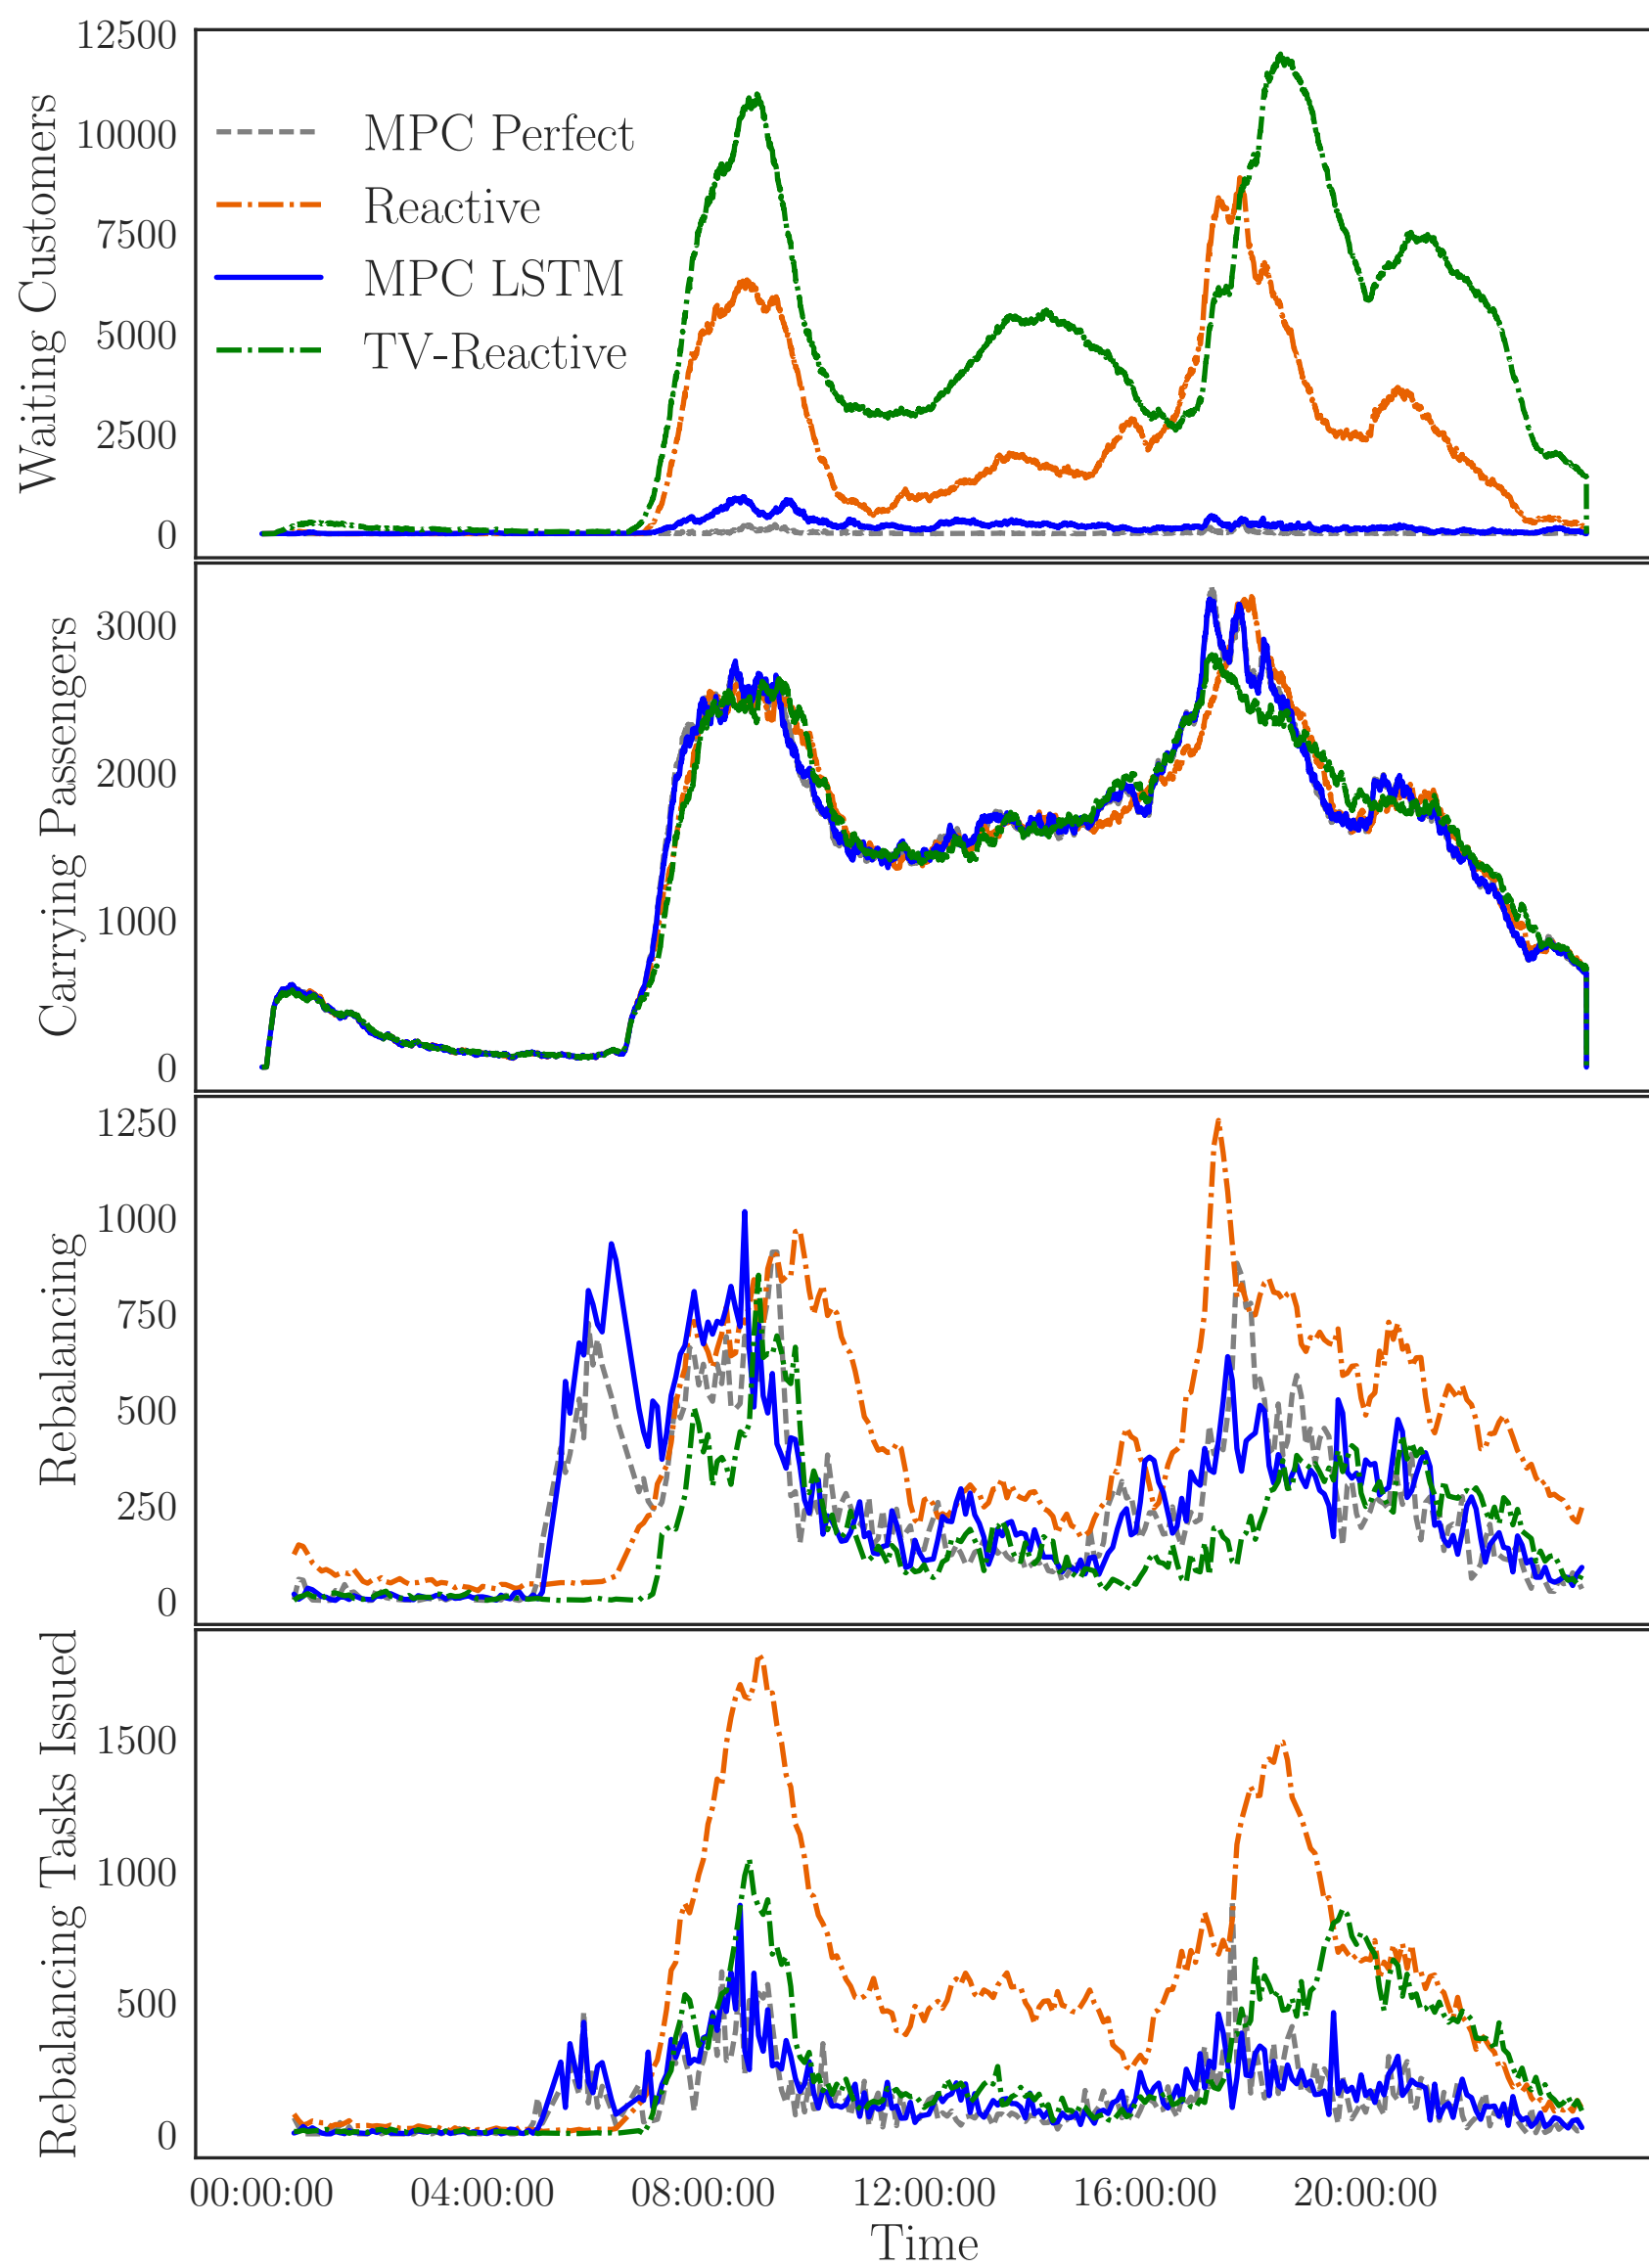 Waiting Customers
12500
10000
7500
5000
2500
0
MPC Perfect
Reactive
MPC LSTM
TV-Reactive
Carrying Passengers
3000
2000
1000
0
Rebalancing
1250
1000
750
500
250
0
Rebalancing Tasks Issued
1500
1000
500
0
00:00:00 04:00:00 08:00:00 12:00:00 16:00:00 20:00:00
Time